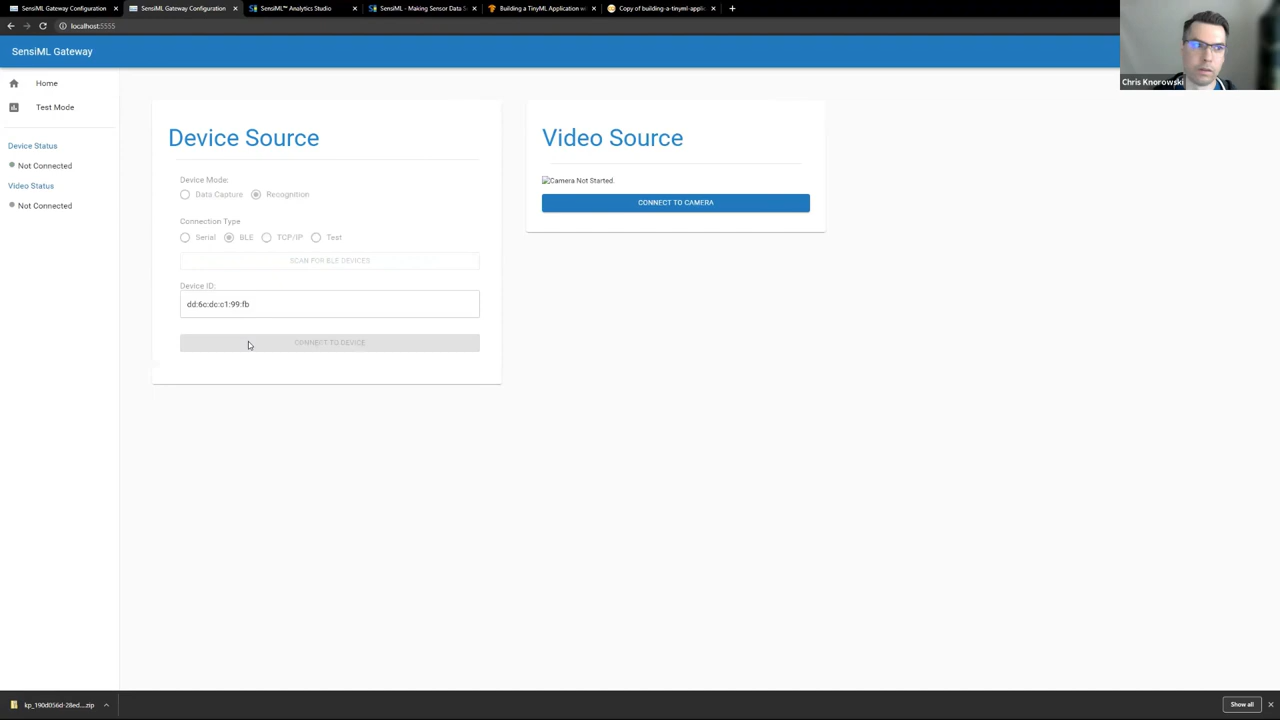 SensiML Gateway Configuration
SensiML Gateway Configuration
SensiML™ Analytics Studio
SensiML - Making Sensor Data S
Building a TinyML Application w
Copy of building-a-tinyml-appli
localhost:5555
SensiML Gateway
Chris Knorowski
Home
Test Mode
Device Status
Not Connected
Video Status
Not Connected
Device Source
Device Mode:
Data Capture Recognition
Connection Type
Serial BLE TCP/IP Test
SCAN FOR BLE DEVICES
Device ID:
dd:6c:dc:c1:99:fb
CONNECT TO DEVICE
Video Source
Camera Not Started.
CONNECT TO CAMERA
kp_190d056d-28ed....zip
Show all